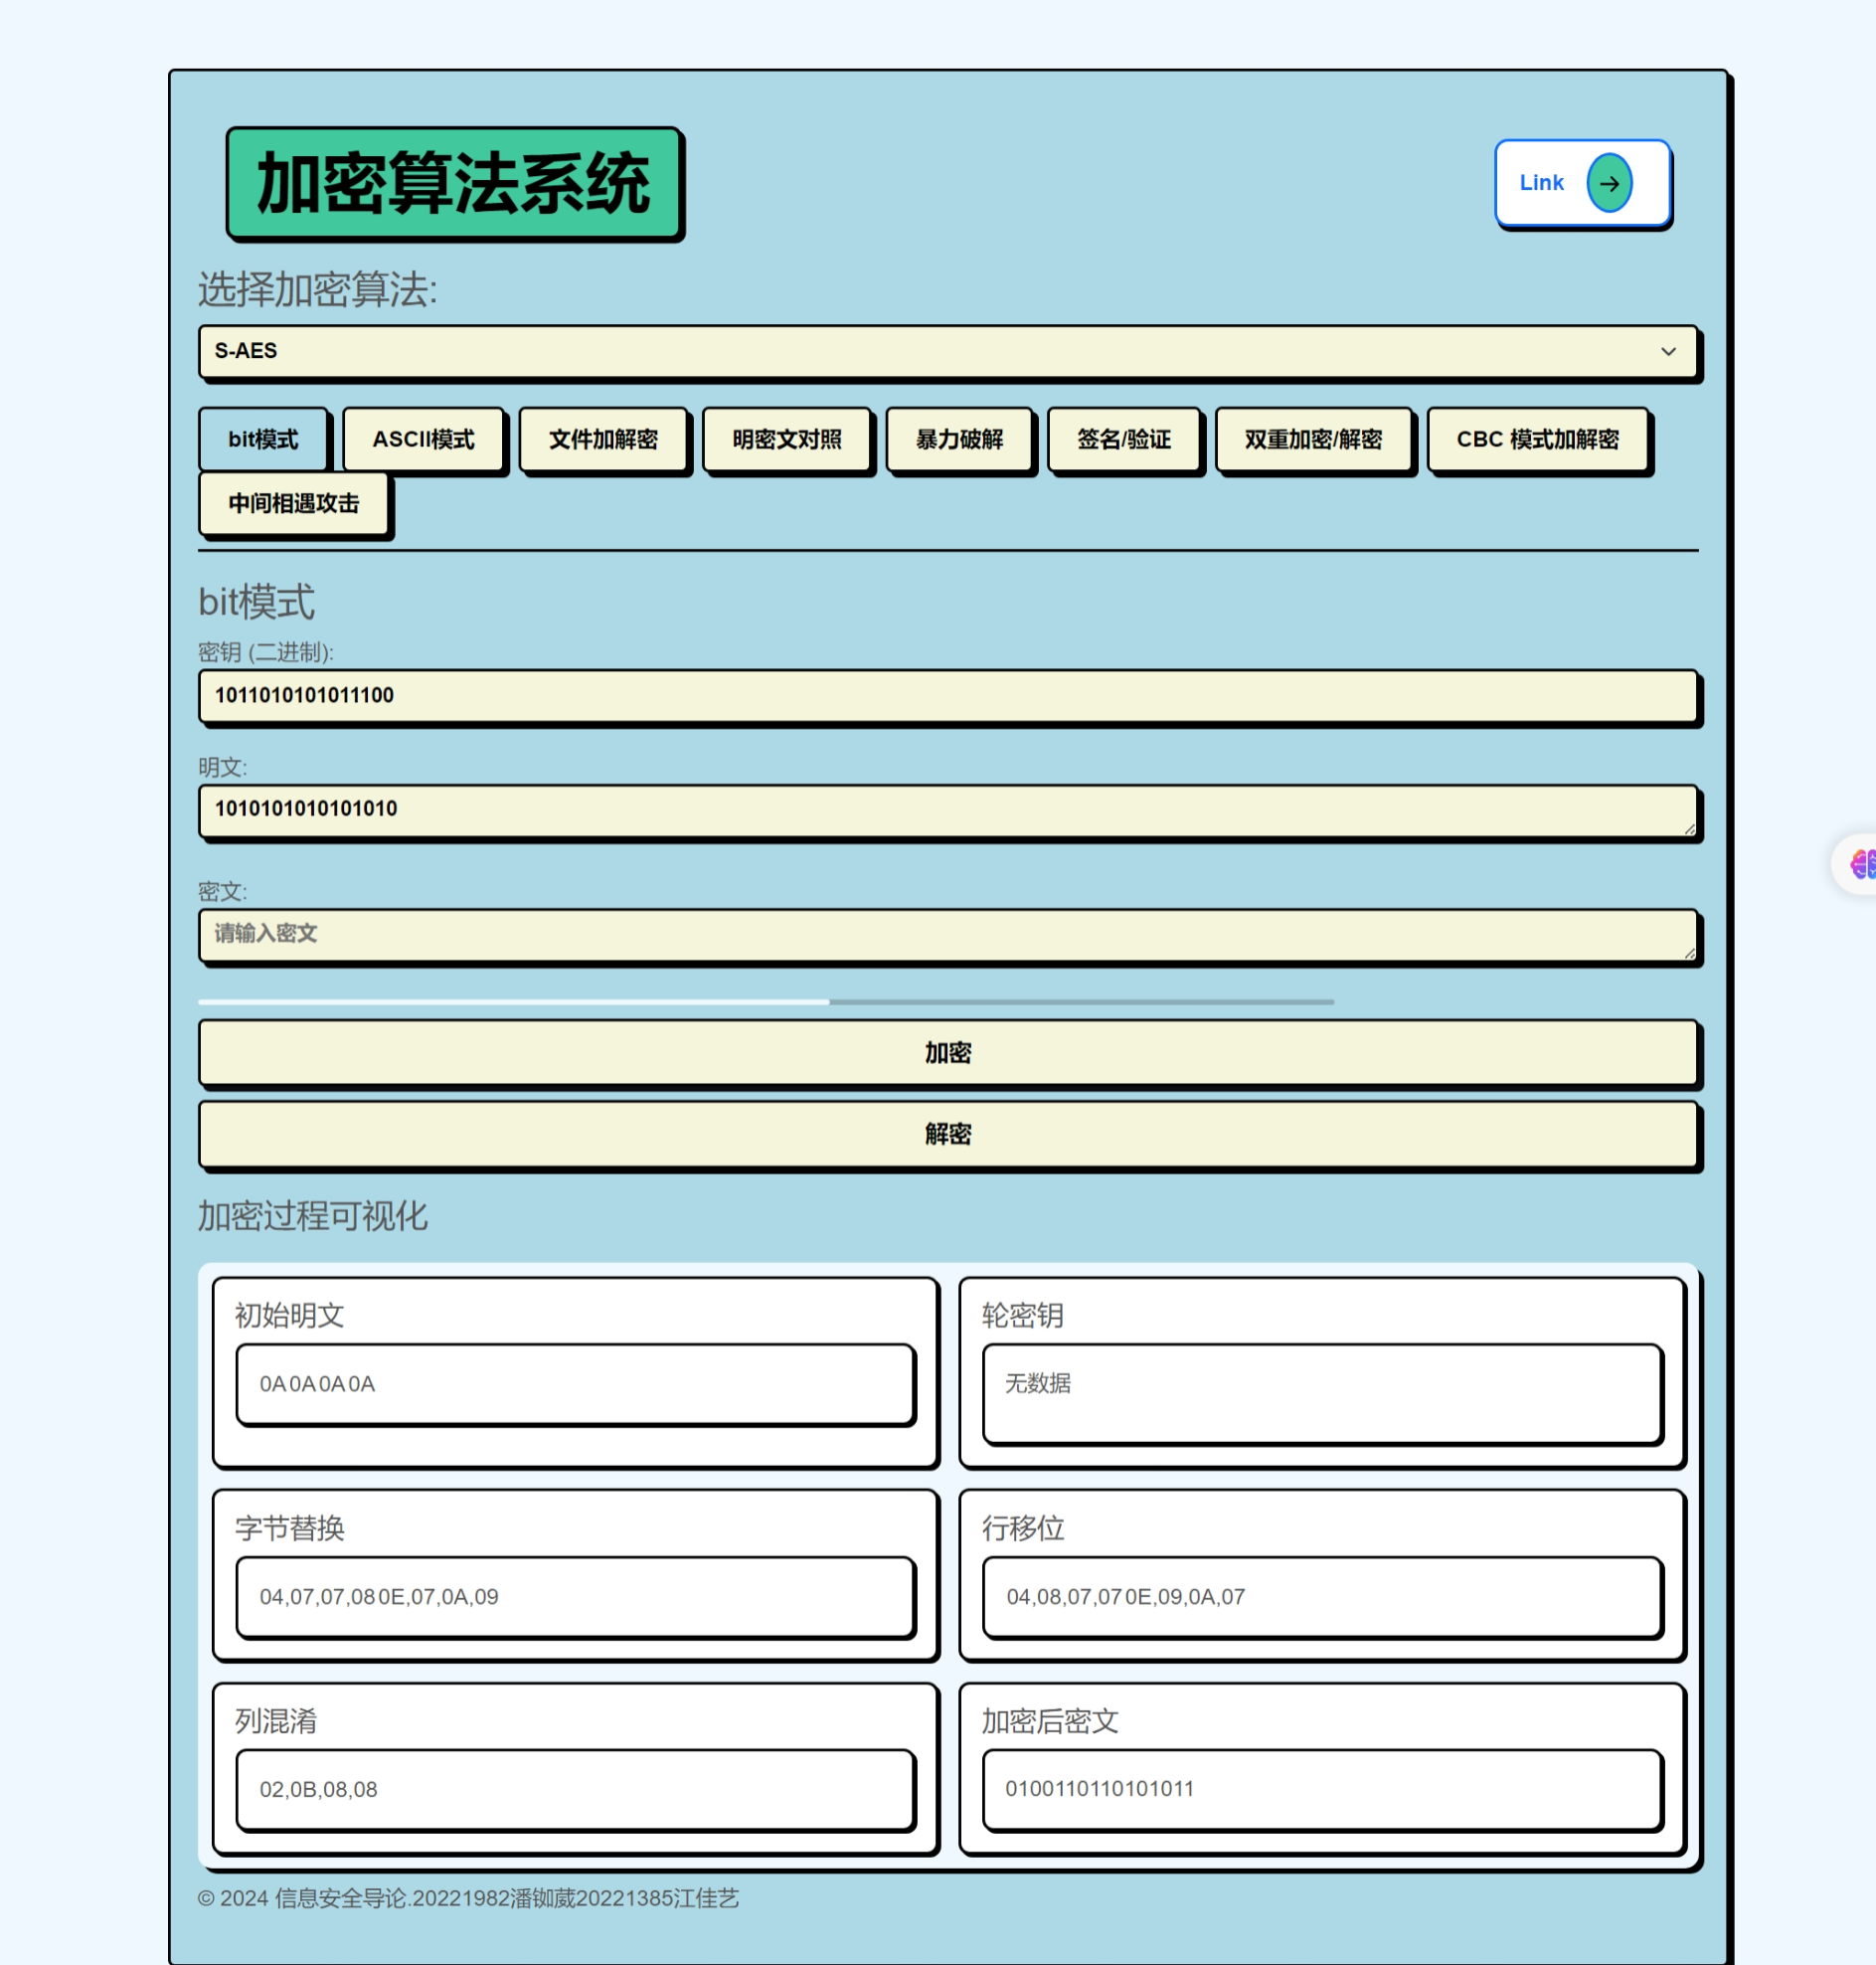 加密算法系统
Link
选择加密算法:
S-AES
bit模式 ASCII模式 文件加解密 明密文对照 暴力破解 签名/验证 双重加密/解密 CBC 模式加解密
中间相遇攻击
bit模式
密钥 (二进制):
1011010101011100
明文:
1010101010101010
密文:
请输入密文
加密
解密
加密过程可视化
初始明文 轮密钥
0A 0A 0A 0A 无数据
字节替换 行移位
04,07,07,08 0E,07,0A,09 04,08,07,07 0E,09,0A,07
列混淆 加密后密文
02,0B,08,08 0100110110101011
© 2024 信息安全导论.20221982潘铷葳20221385江佳艺